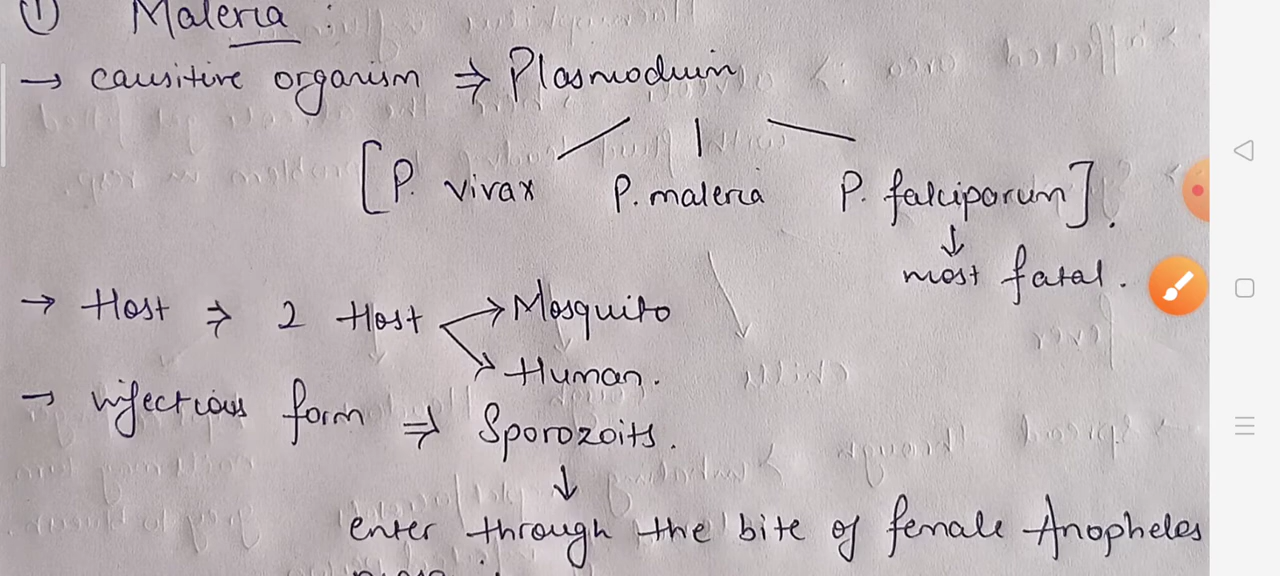 ① Maleria :
→ causitive organism ⇒ Plasmodium
[P. vivax P. maleria P. falciparum].
↓
most fatal.
→ Host ⇒ 2 Host → Mosquito
→ Human.
→ infectious form ⇒ Sporozoits.
↓
enter through the bite of female Anopheles